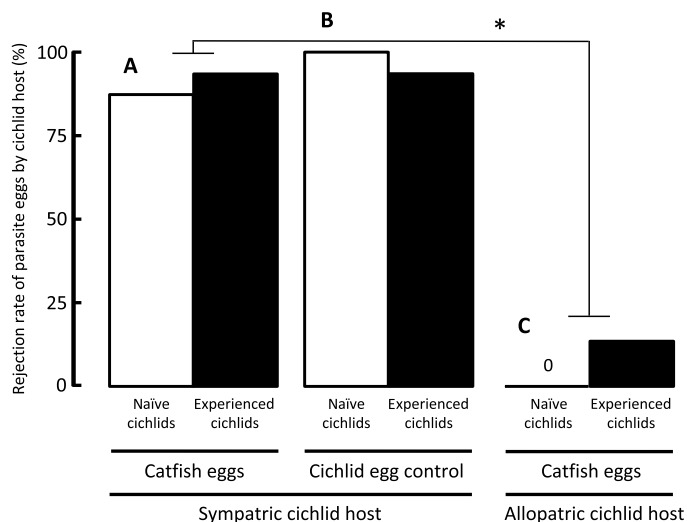 Rejection rate of parasite eggs by cichlid host (%)
100
75
50
25
0
A
B
*
C
0
Naïve
cichlids
Experienced
cichlids
Naïve
cichlids
Experienced
cichlids
Naïve
cichlids
Experienced
cichlids
Catfish eggs
Cichlid egg control
Catfish eggs
Sympatric cichlid host
Allopatric cichlid host